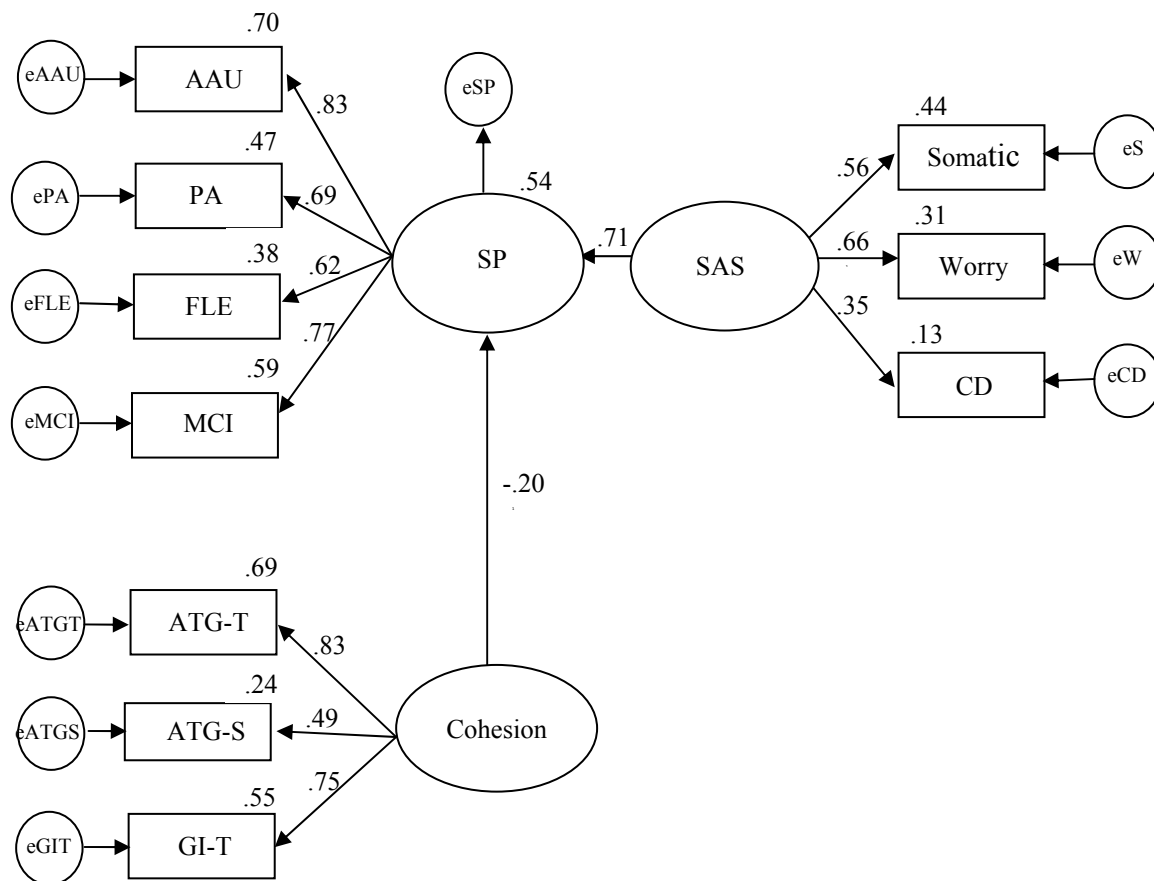 .70
eAAU
AAU
.83
eSP
.47
ePA
PA
.69
.44
Somatic
eS
.56
.54
SP
.71
SAS
.38
eFLE
FLE
.62
.31
Worry
eW
.66
.77
.35
.59
eMCI
MCI
.13
CD
eCD
-.20
.69
eATGT
ATG-T
.83
.24
eATGS
ATG-S
.49
Cohesion
.75
.55
eGIT
GI-T